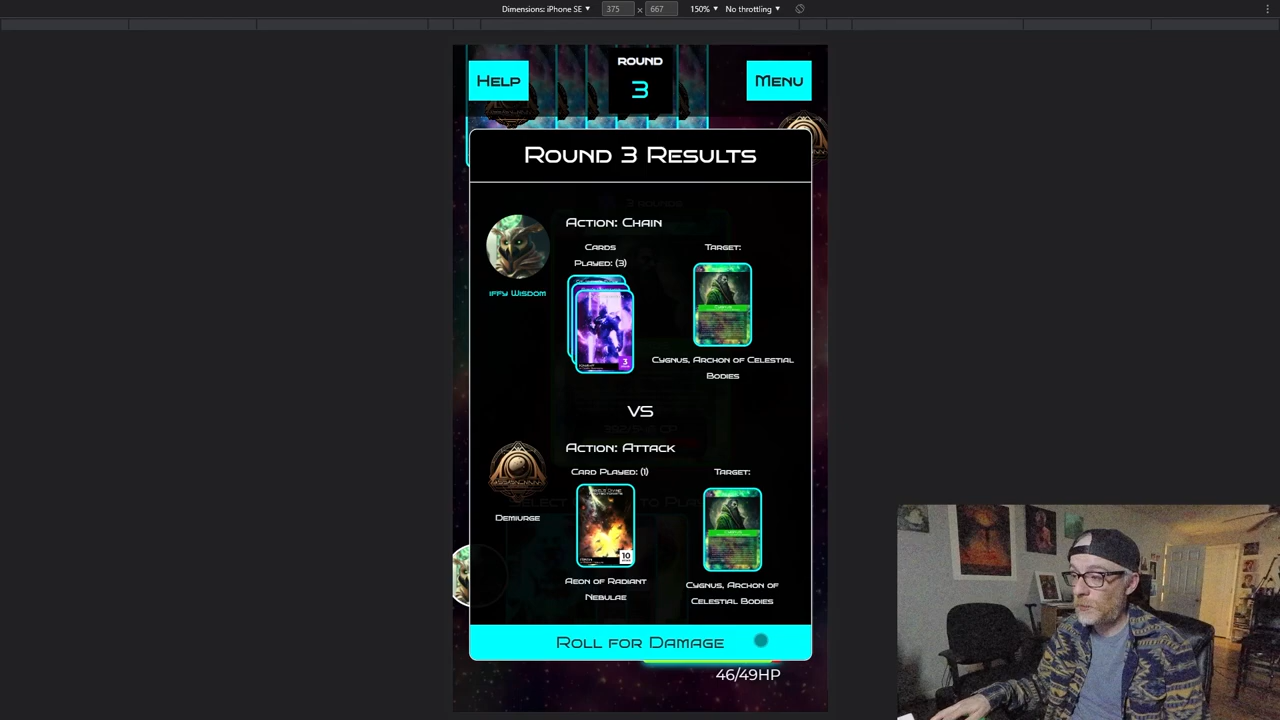 Dimensions: iPhone SE ▼ 375 x 667 150% ▼ No throttling ▼
Help
ROUND
3
Menu
Round 3 Results
Action: Chain
Cards
Played: (3)
Target:
Iffy Wisdom
3
Cygnus, Archon of Celestial
Bodies
VS
Action: Attack
Card Played: (1)
Target:
Demiurge
10
Aeon of Radiant
Nebulae
Cygnus, Archon of
Celestial Bodies
Roll for Damage
46/49HP